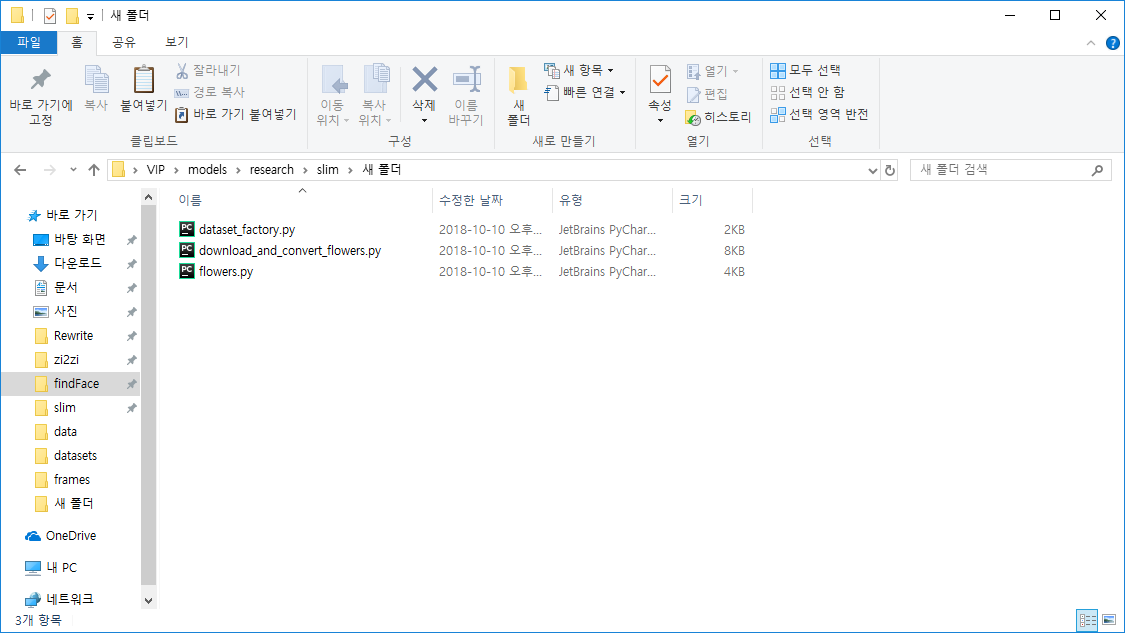 새 폴더
파일 홈 공유 보기
바로 가기에 고정
복사
붙여넣기
잘라내기
경로 복사
바로 가기 붙여넣기
클립보드
이동 위치
복사 위치
삭제
이름 바꾸기
구성
새 폴더
새 항목
빠른 연결
새로 만들기
속성
열기
편집
히스토리
열기
모두 선택
선택 안 함
선택 영역 반전
선택
VIP › models › research › slim › 새 폴더
새 폴더 검색
이름 수정한 날짜 유형 크기
PC dataset_factory.py 2018-10-10 오후... JetBrains PyChar... 2KB
PC download_and_convert_flowers.py 2018-10-10 오후... JetBrains PyChar... 8KB
PC flowers.py 2018-10-10 오후... JetBrains PyChar... 4KB
바로 가기
바탕 화면
다운로드
문서
사진
Rewrite
zi2zi
findFace
slim
data
datasets
frames
새 폴더
OneDrive
내 PC
네트워크
3개 항목